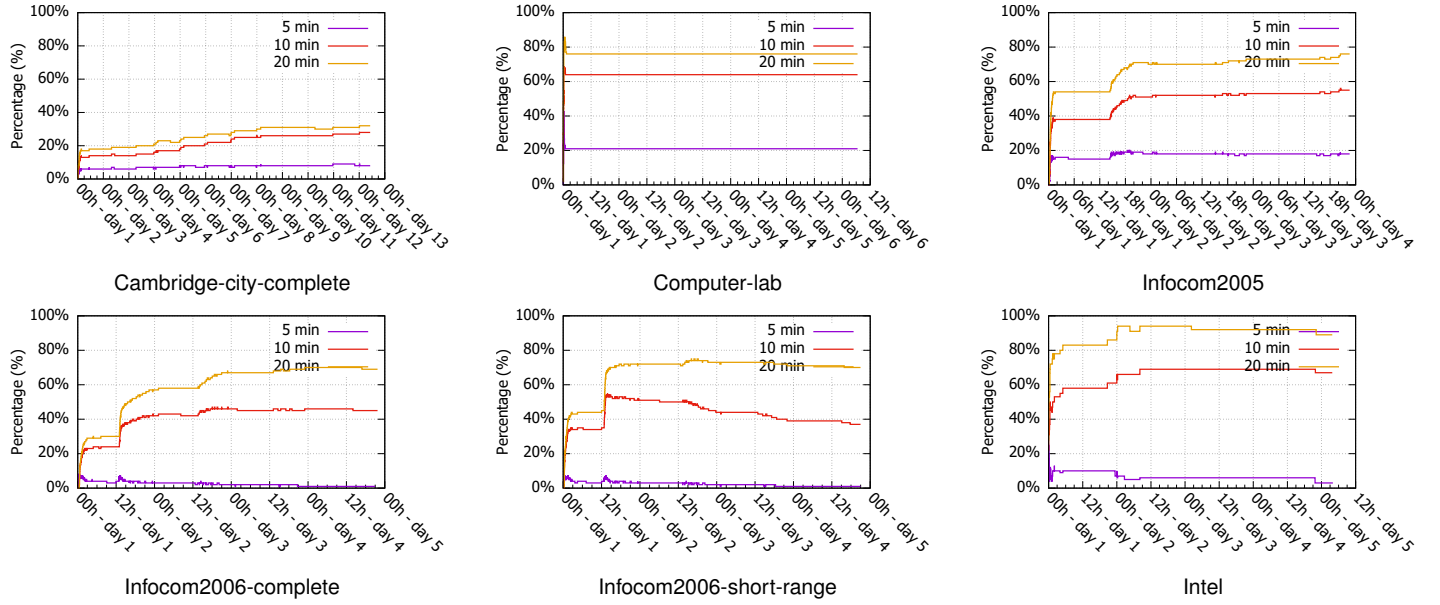 100%
80%
60%
40%
20%
0%
Percentage (%)
5 min
10 min
20 min
00h - day 1
00h - day 2
00h - day 3
00h - day 4
00h - day 5
00h - day 6
00h - day 7
00h - day 8
00h - day 9
00h - day 10
00h - day 11
00h - day 12
00h - day 13
Cambridge-city-complete
100%
80%
60%
40%
20%
0%
Percentage (%)
5 min
10 min
20 min
00h - day 1
12h - day 1
00h - day 2
12h - day 2
00h - day 3
12h - day 3
00h - day 4
12h - day 4
00h - day 5
12h - day 5
00h - day 6
12h - day 6
Computer-lab
100%
80%
60%
40%
20%
0%
Percentage (%)
5 min
10 min
20 min
00h - day 1
06h - day 1
12h - day 1
18h - day 1
00h - day 2
06h - day 2
12h - day 2
18h - day 2
00h - day 3
06h - day 3
12h - day 3
18h - day 3
00h - day 4
Infocom2005
100%
80%
60%
40%
20%
0%
Percentage (%)
5 min
10 min
20 min
00h - day 1
12h - day 1
00h - day 2
12h - day 2
00h - day 3
12h - day 3
00h - day 4
12h - day 4
00h - day 5
Infocom2006-complete
100%
80%
60%
40%
20%
0%
Percentage (%)
5 min
10 min
20 min
00h - day 1
12h - day 1
00h - day 2
12h - day 2
00h - day 3
12h - day 3
00h - day 4
12h - day 4
00h - day 5
Infocom2006-short-range
100%
80%
60%
40%
20%
0%
Percentage (%)
5 min
10 min
20 min
00h - day 1
12h - day 1
00h - day 2
12h - day 2
00h - day 3
12h - day 3
00h - day 4
12h - day 4
00h - day 5
12h - day 5
Intel